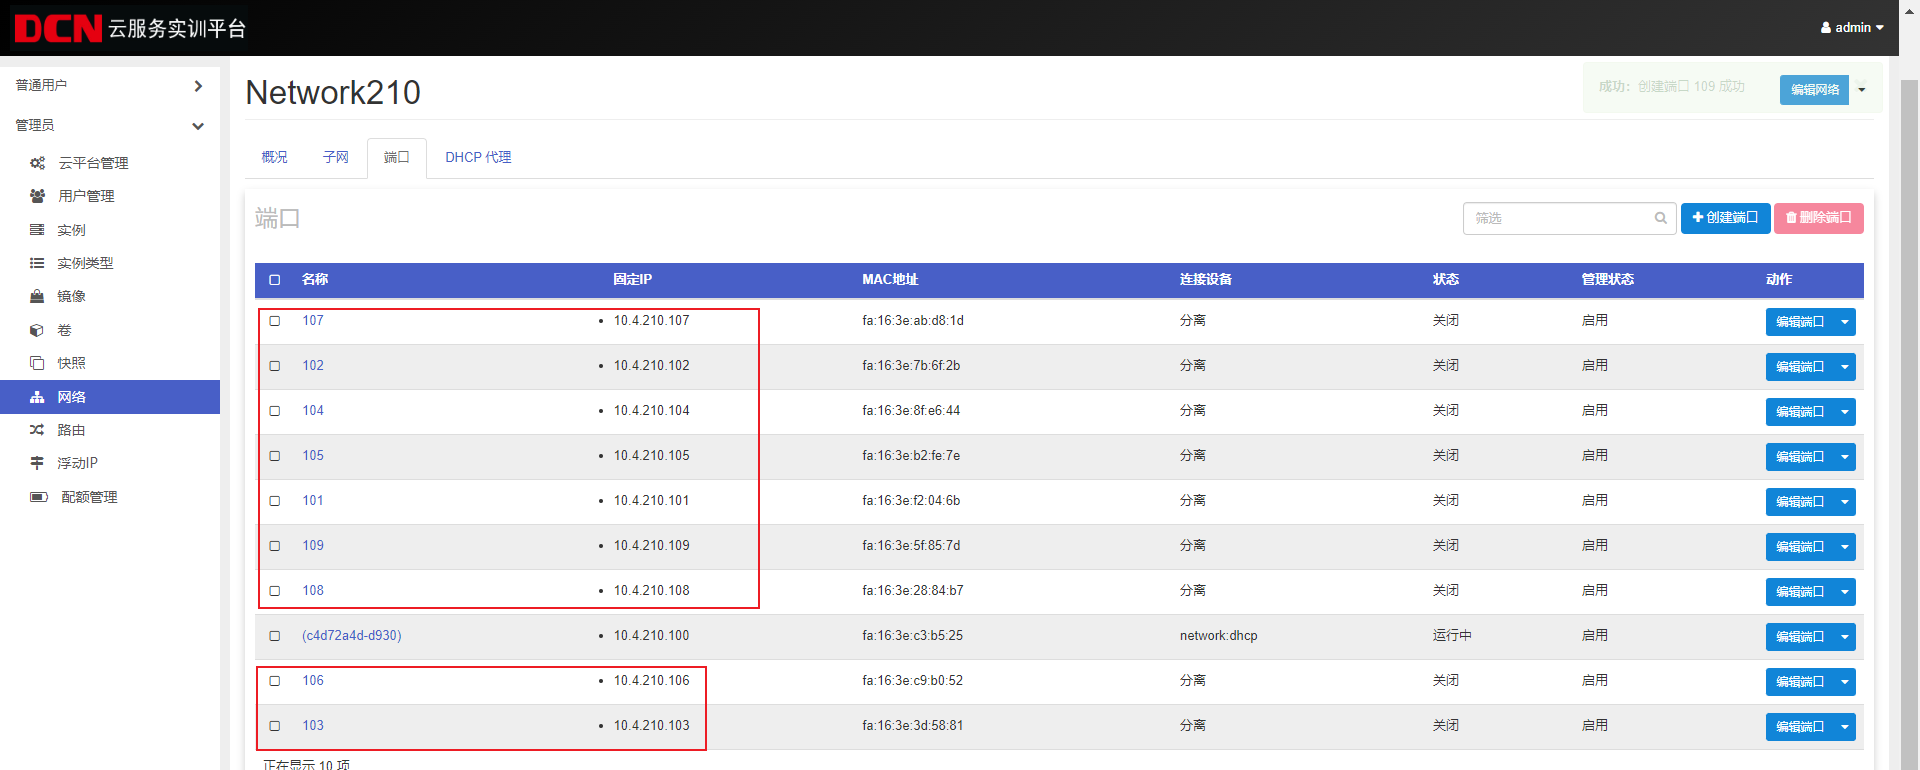 DCN 云服务实训平台
admin
普通用户
管理员
云平台管理
用户管理
实例
实例类型
镜像
卷
快照
网络
路由
浮动IP
配额管理
Network210
成功：创建端口 109 成功
编辑网络
概况 子网 端口 DHCP 代理
端口
筛选
创建端口
删除端口
名称 固定IP MAC地址 连接设备 状态 管理状态 动作
107 10.4.210.107 fa:16:3e:ab:d8:1d 分离 关闭 启用 编辑端口
102 10.4.210.102 fa:16:3e:7b:6f:2b 分离 关闭 启用 编辑端口
104 10.4.210.104 fa:16:3e:8f:e6:44 分离 关闭 启用 编辑端口
105 10.4.210.105 fa:16:3e:b2:fe:7e 分离 关闭 启用 编辑端口
101 10.4.210.101 fa:16:3e:f2:04:6b 分离 关闭 启用 编辑端口
109 10.4.210.109 fa:16:3e:5f:85:7d 分离 关闭 启用 编辑端口
108 10.4.210.108 fa:16:3e:28:84:b7 分离 关闭 启用 编辑端口
(c4d72a4d-d930) 10.4.210.100 fa:16:3e:c3:b5:25 network:dhcp 运行中 启用 编辑端口
106 10.4.210.106 fa:16:3e:c9:b0:52 分离 关闭 启用 编辑端口
103 10.4.210.103 fa:16:3e:3d:58:81 分离 关闭 启用 编辑端口
正在显示 10 项